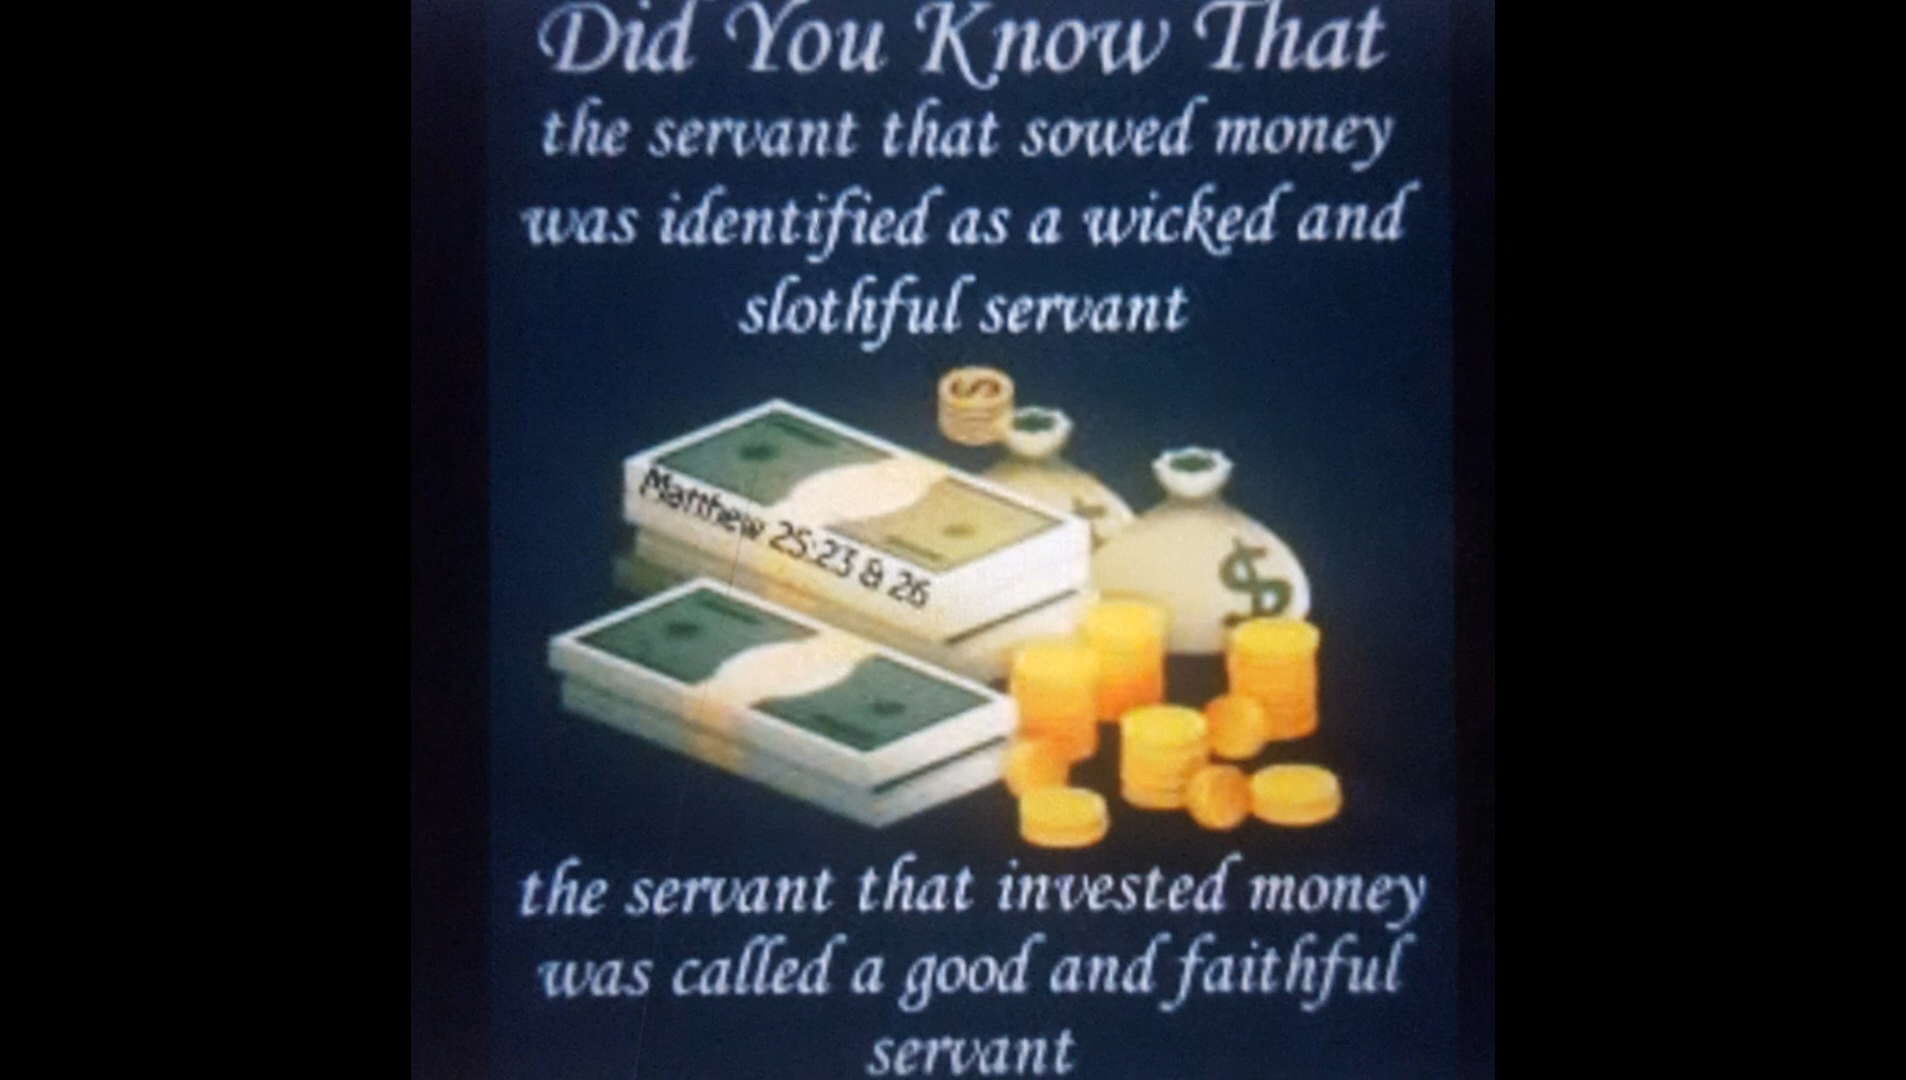 Did You Know That
the servant that sowed money
was identified as a wicked and
slothful servant
Matthew 25:23 & 26
the servant that invested money
was called a good and faithful
servant